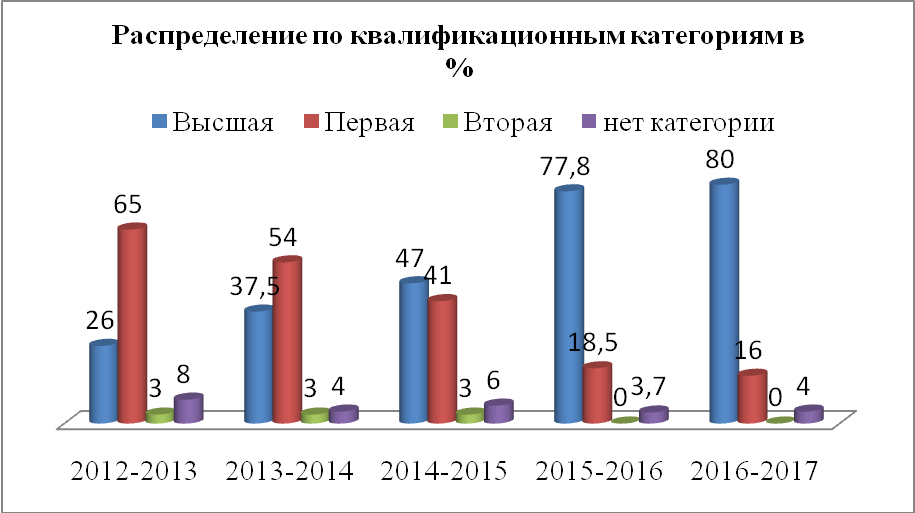 Распределение по квалификационным категориям в
%
Высшая Первая Вторая нет категории
26 65 3 8
37,5 54 3 4
47 41 3 6
77,8 18,5 0 3,7
80 16 0 4
2012-2013 2013-2014 2014-2015 2015-2016 2016-2017